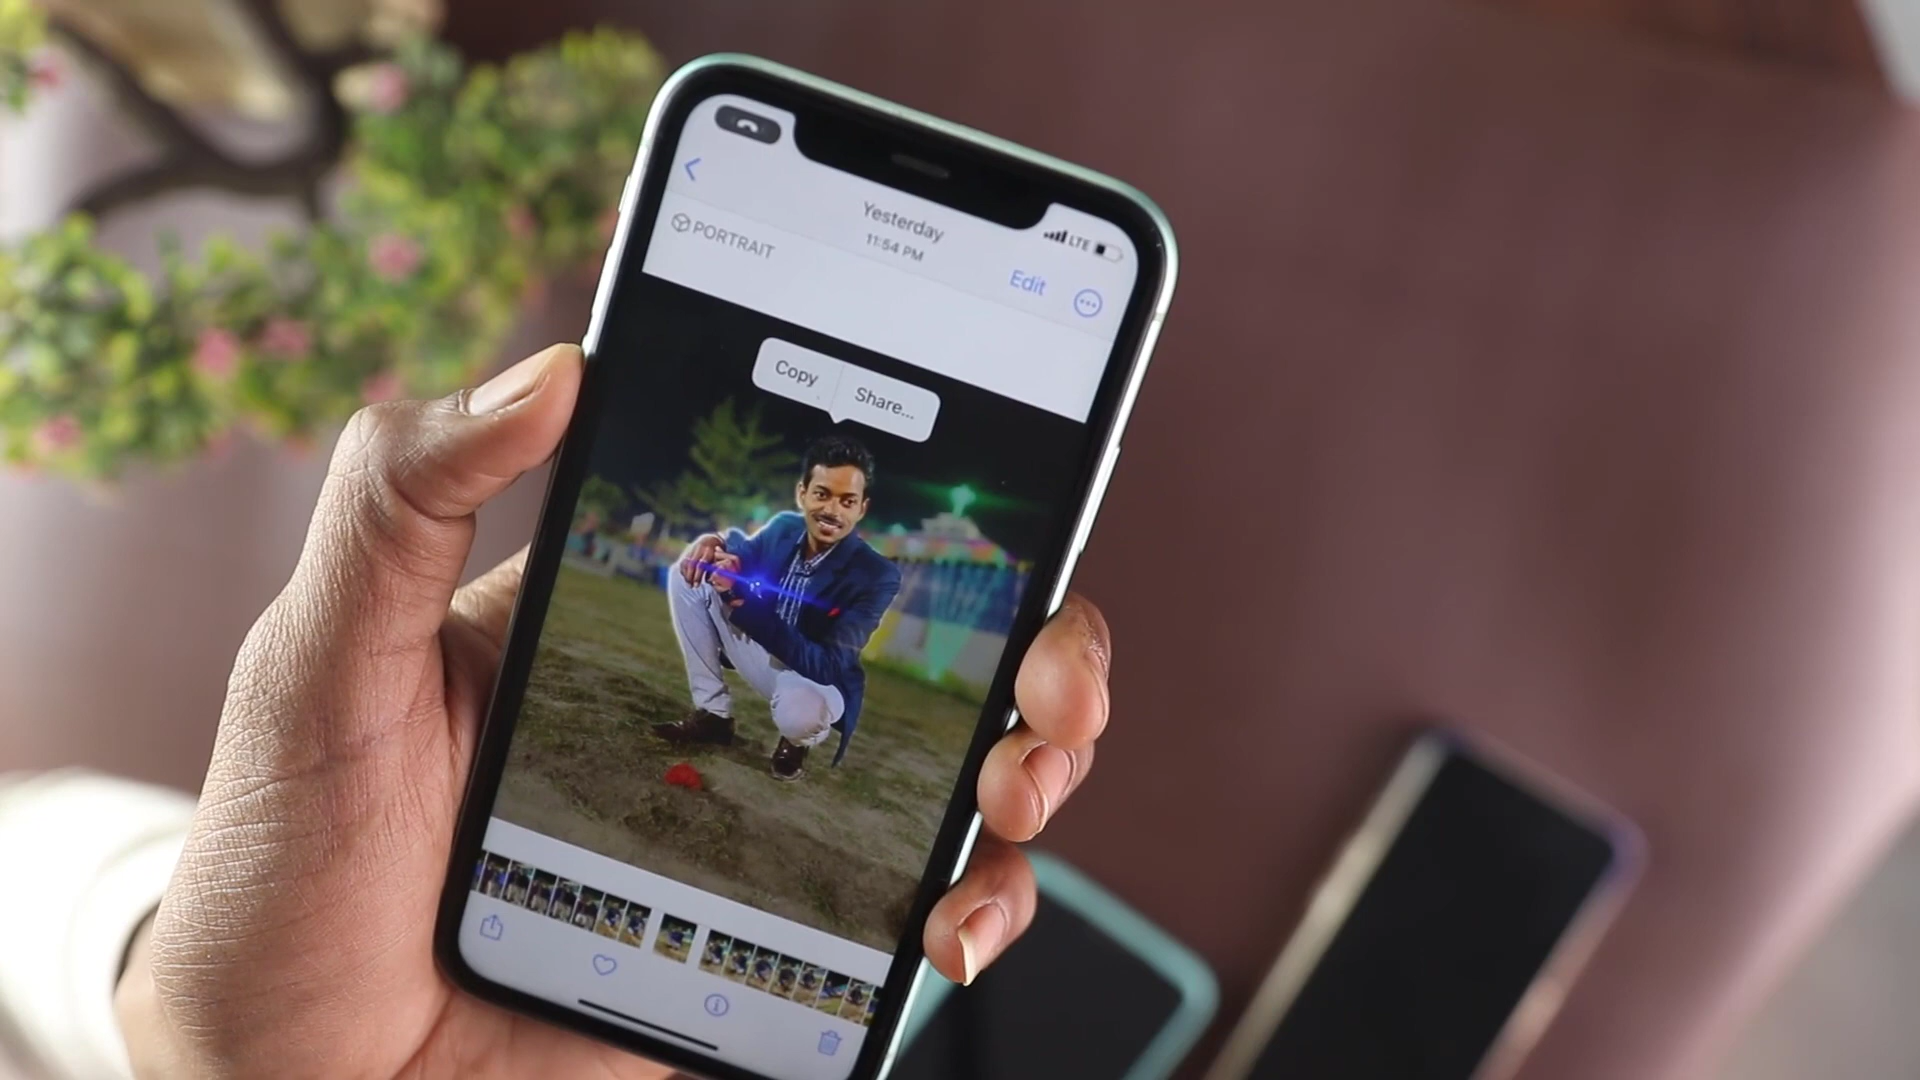 Yesterday
11:54 PM
LTE
PORTRAIT
Edit
Copy
Share...